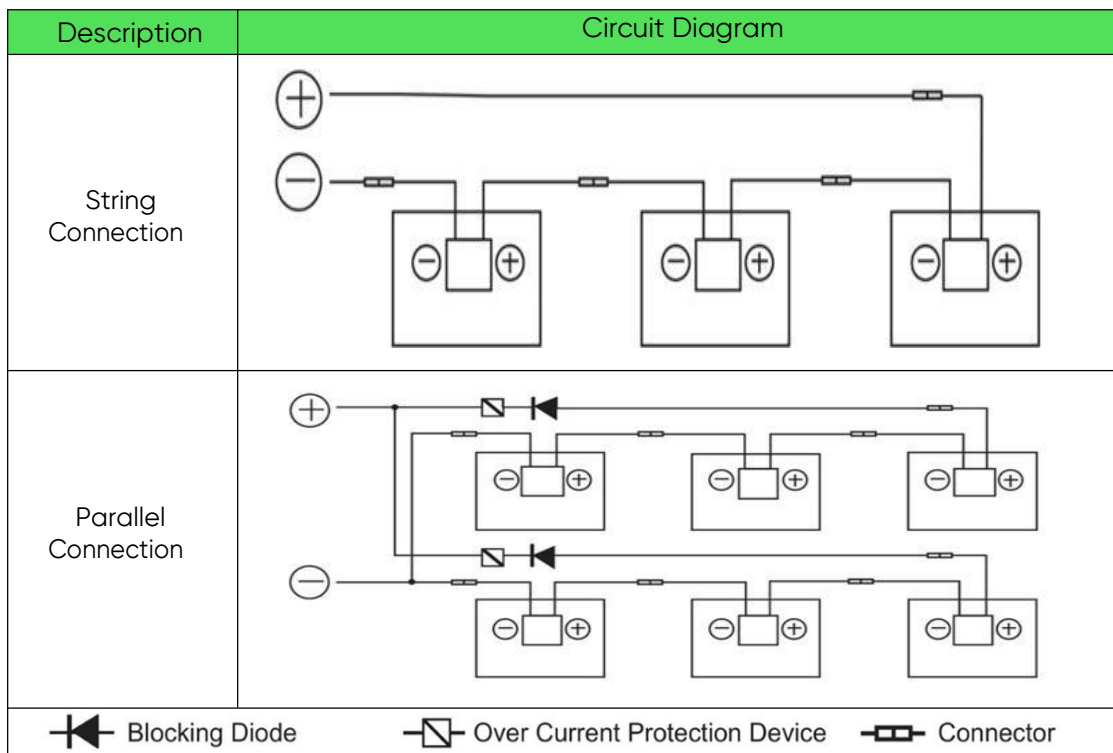 Description
Circuit Diagram
String
Connection
+
−
− +
− +
− +
Parallel
Connection
+
− +
− +
− +
−
− +
− +
− +
Blocking Diode
Over Current Protection Device
Connector